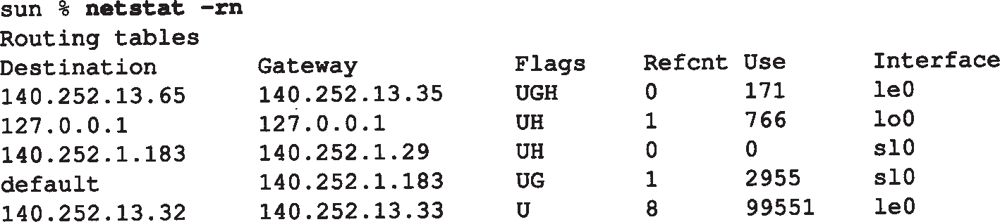 sun % netstat -rn
Routing tables
Destination Gateway Flags Refcnt Use Interface
140.252.13.65 140.252.13.35 UGH 0 171 le0
127.0.0.1 127.0.0.1 UH 1 766 lo0
140.252.1.183 140.252.1.29 UH 0 0 sl0
default 140.252.1.183 UG 1 2955 sl0
140.252.13.32 140.252.13.33 U 8 99551 le0